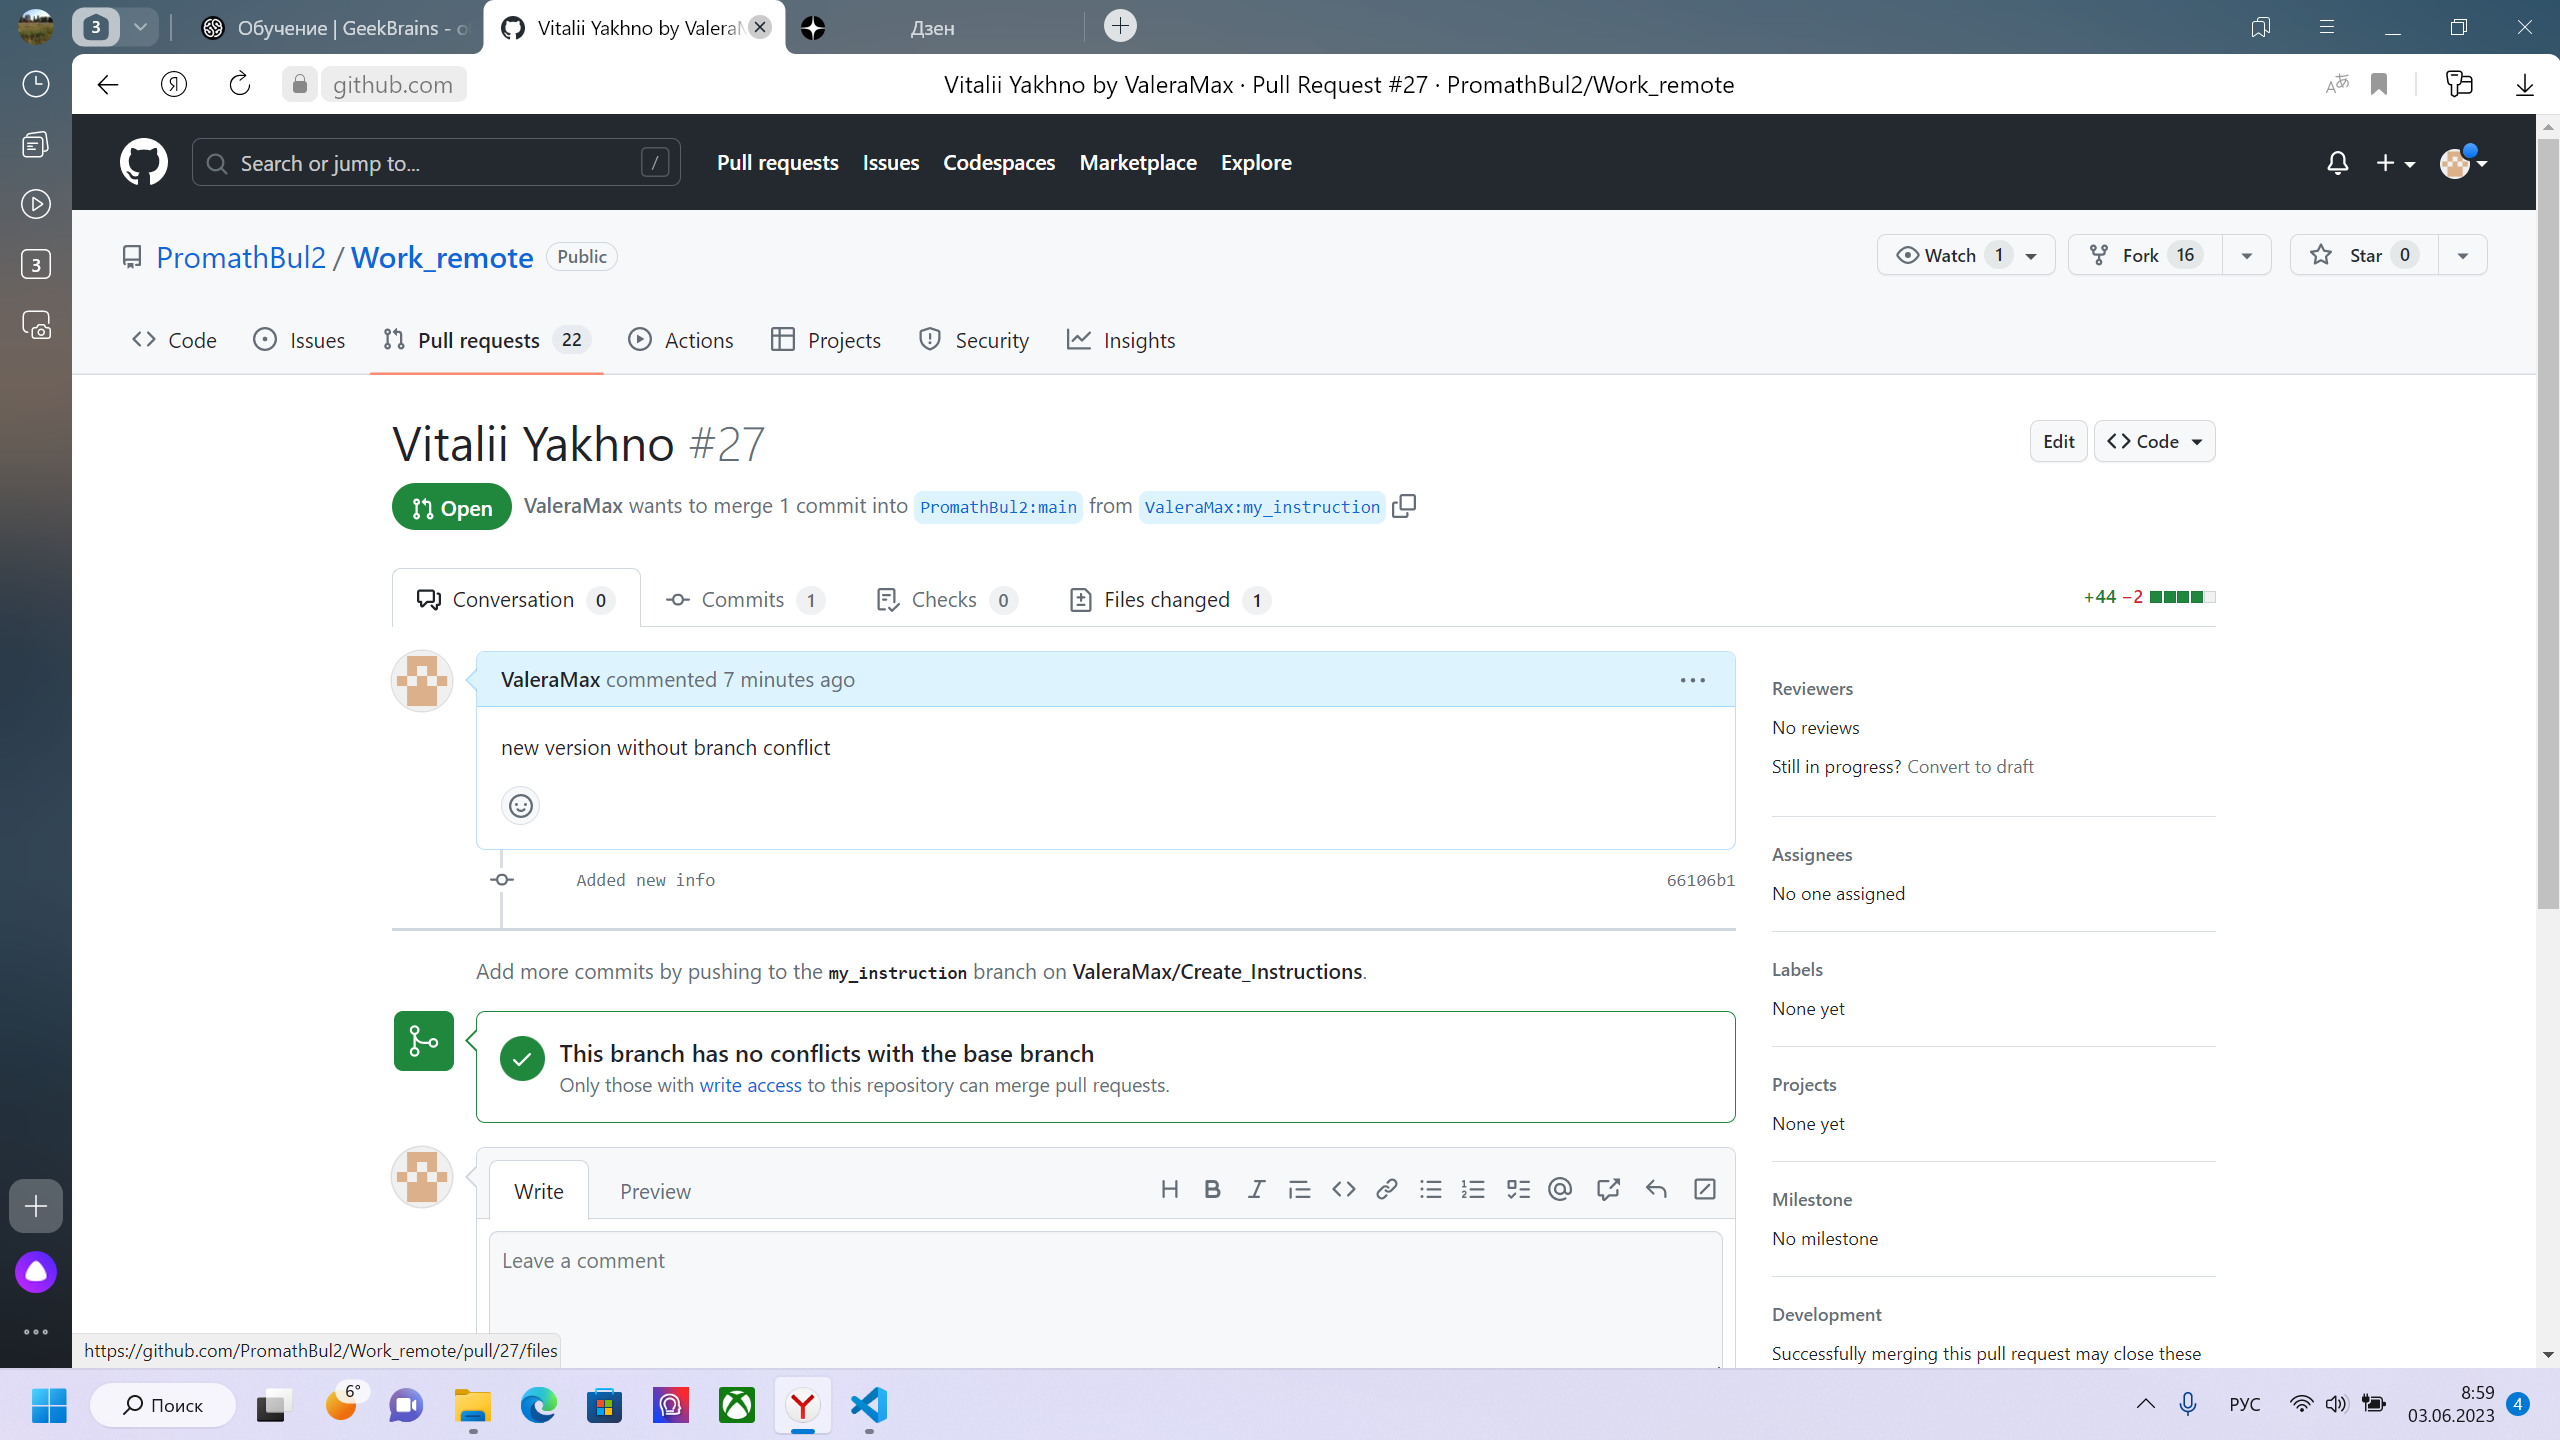 3
Обучение | GeekBrains - о
Vitalii Yakhno by ValeraM
Дзен
github.com
Vitalii Yakhno by ValeraMax · Pull Request #27 · PromathBul2/Work_remote
Search or jump to...
/
Pull requests
Issues
Codespaces
Marketplace
Explore
3
PromathBul2 / Work_remote
Public
Watch 1
Fork 16
Star 0
Code
Issues
Pull requests 22
Actions
Projects
Security
Insights
Vitalii Yakhno #27
Edit
Code
Open
ValeraMax wants to merge 1 commit into PromathBul2:main from ValeraMax:my_instruction
Conversation 0
Commits 1
Checks 0
Files changed 1
+44 −2
ValeraMax commented 7 minutes ago
new version without branch conflict
Added new info
66106b1
Add more commits by pushing to the my_instruction branch on ValeraMax/Create_Instructions.
This branch has no conflicts with the base branch
Only those with write access to this repository can merge pull requests.
Write
Preview
Leave a comment
Reviewers
No reviews
Still in progress? Convert to draft
Assignees
No one assigned
Labels
None yet
Projects
None yet
Milestone
No milestone
Development
Successfully merging this pull request may close these
https://github.com/PromathBul2/Work_remote/pull/27/files
Поиск
6°
РУС
8:59
03.06.2023
4